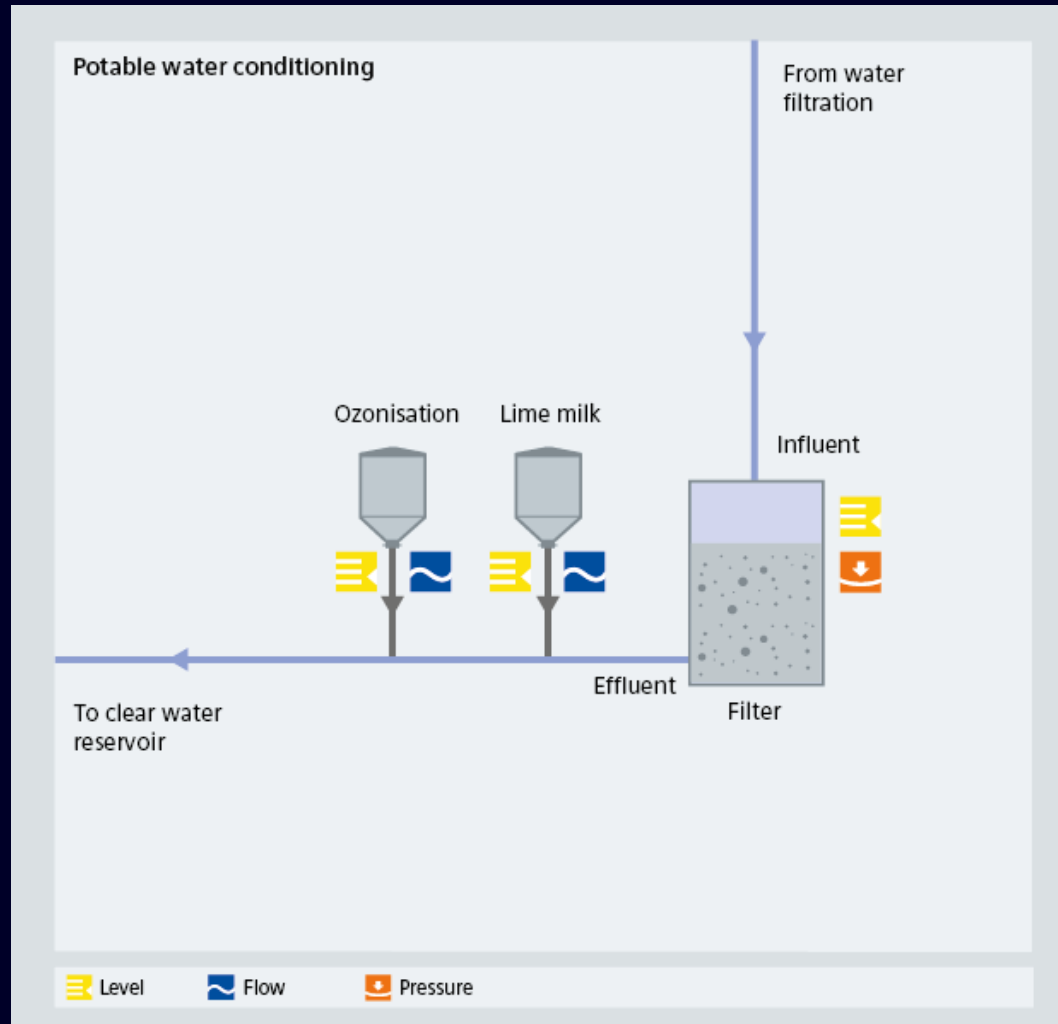 Potable water conditioning
From water
filtration
Ozonisation
Lime milk
Influent
Effluent
Filter
To clear water
reservoir
Level
Flow
Pressure